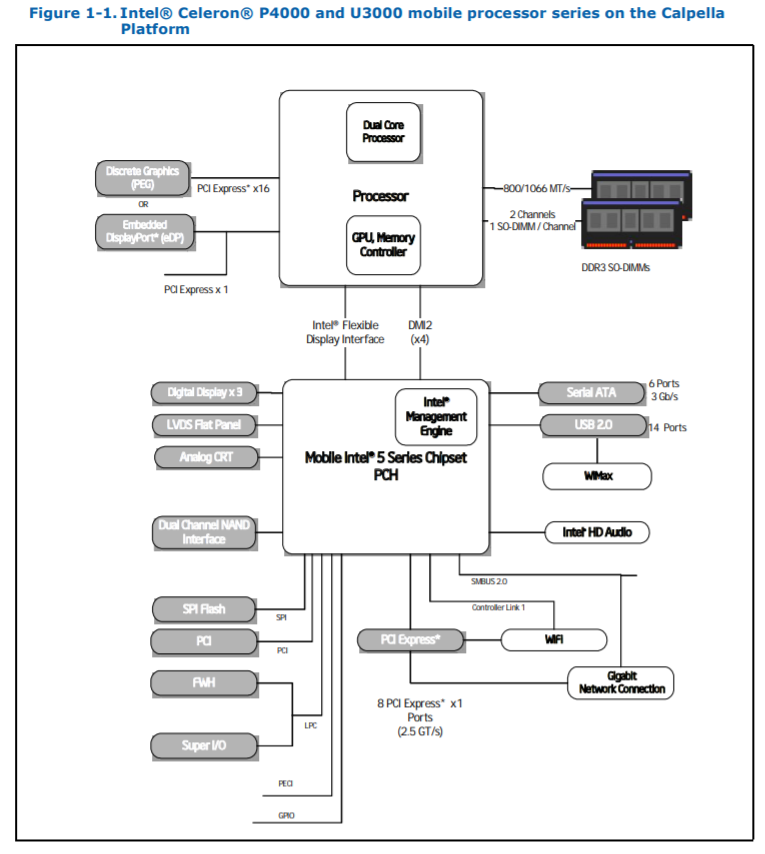 Figure 1-1. Intel® Celeron® P4000 and U3000 mobile processor series on the Calpella
Platform
Dual Core
Processor
Discrete Graphics
(PEG)
PCI Express* x16
OR
Processor
800/1066 MT/s
Embedded
DisplayPort* (eDP)
GPU, Memory
Controller
2 Channels
1 SO-DIMM / Channel
DDR3 SO-DIMMs
PCI Express x 1
Intel® Flexible
Display Interface
DMI2
(x4)
Digital Display x 3
Intel®
Management
Engine
Serial ATA
6 Ports
3 Gb/s
LVDS Flat Panel
USB 2.0
14 Ports
Analog CRT
Mobile Intel® 5 Series Chipset
PCH
WiMax
Dual Channel NAND
Interface
Intel® HD Audio
SMBUS 2.0
SPI Flash
SPI
Controller Link 1
PCI
PCI
PCI Express*
WiFi
FWH
Gigabit
Network Connection
8 PCI Express* x1
Ports
(2.5 GT/s)
LPC
Super I/O
PECI
GPIO